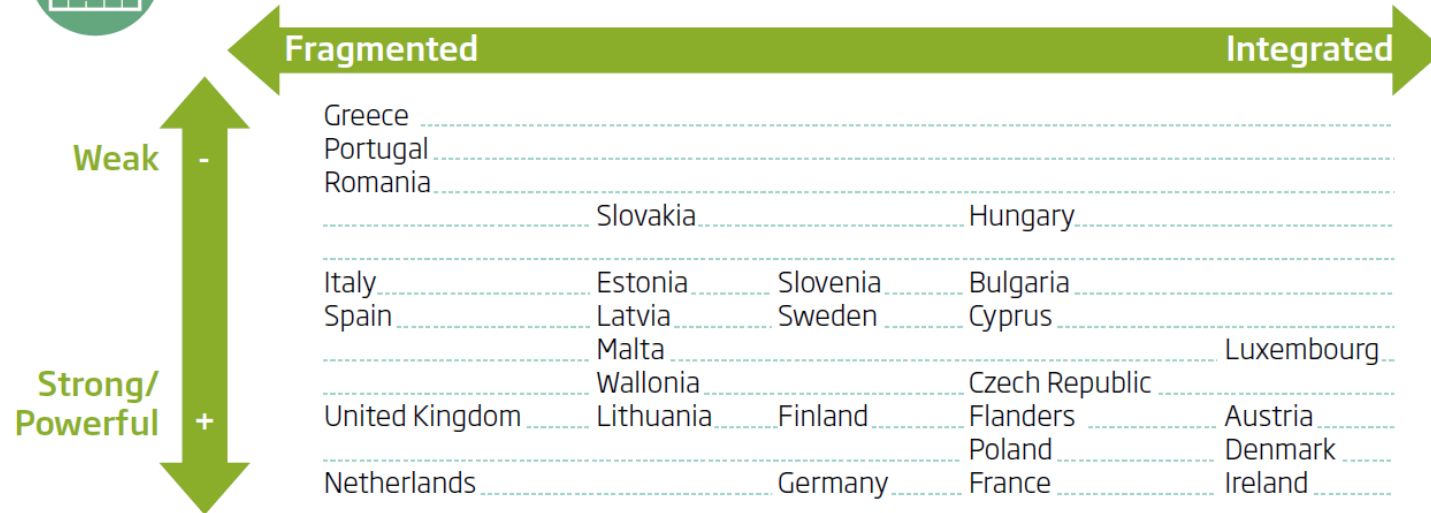 Fragmented Integrated
Greece
Weak - Portugal
Romania
Slovakia Hungary
Italy Estonia Slovenia Bulgaria
Spain Latvia Sweden Cyprus
Malta Luxembourg
Strong/ Wallonia Czech Republic
Powerful + United Kingdom Lithuania Finland Flanders Austria
Poland Denmark
Netherlands Germany France Ireland